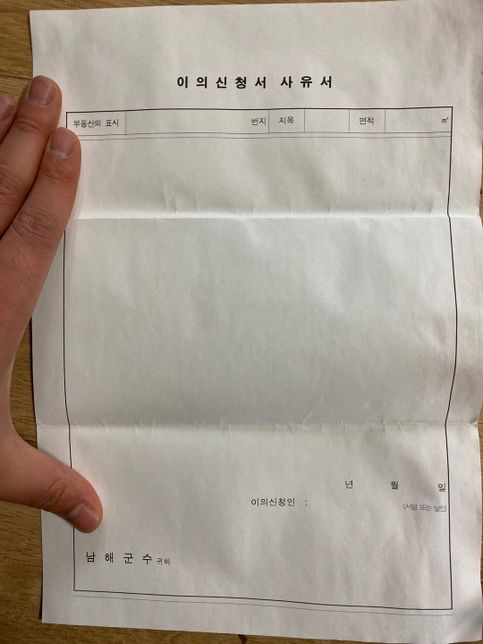 이 의 신 청 서 사 유 서
부동산의 표시 번지 지목 면적 ㎡
년 월 일
이의신청인 :
(서명 또는 날인)
남 해 군 수 귀하